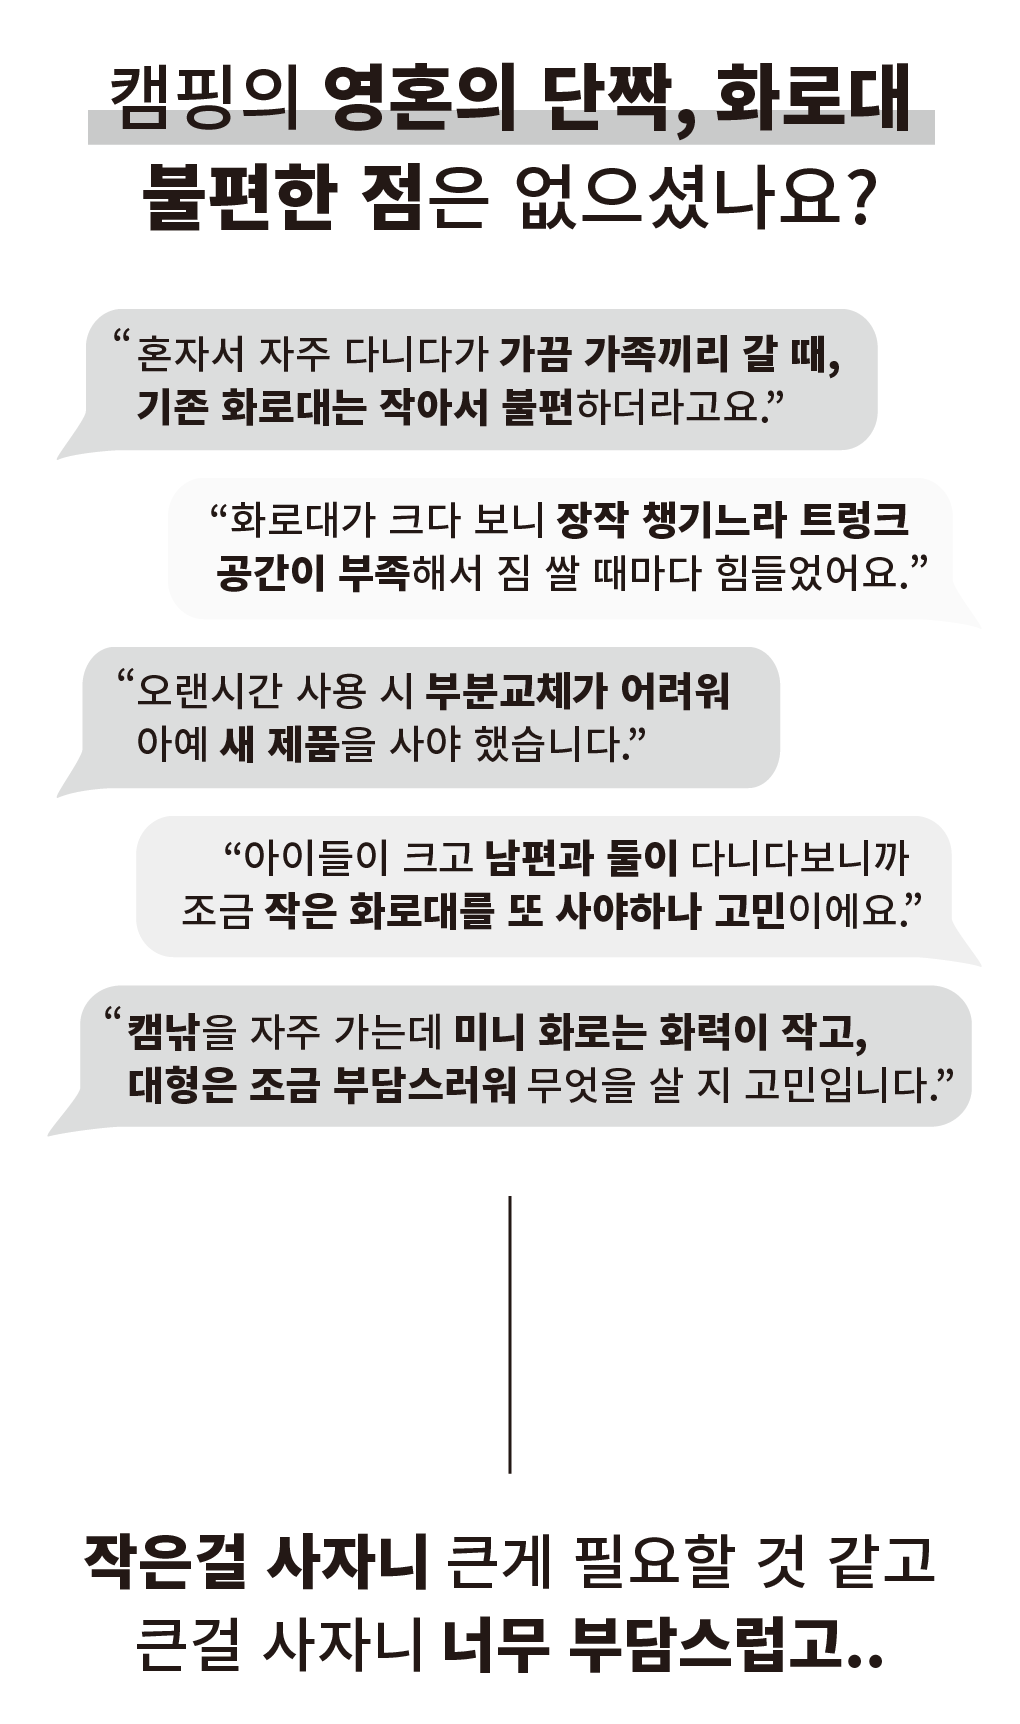 캠핑의 영혼의 단짝, 화로대
불편한 점은 없으셨나요?
“혼자서 자주 다니다가 가끔 가족끼리 갈 때,
기존 화로대는 작아서 불편하더라고요.”
“화로대가 크다 보니 장작 챙기느라 트렁크
공간이 부족해서 짐 쌀 때마다 힘들었어요.”
“오랜시간 사용 시 부분교체가 어려워
아예 새 제품을 사야 했습니다.”
“아이들이 크고 남편과 둘이 다니다보니까
조금 작은 화로대를 또 사야하나 고민이에요.”
“캠낚을 자주 가는데 미니 화로는 화력이 작고,
대형은 조금 부담스러워 무엇을 살 지 고민입니다.”
작은걸 사자니 큰게 필요할 것 같고
큰걸 사자니 너무 부담스럽고..